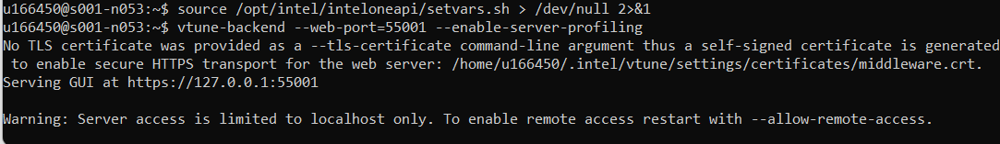 u166450@s001-n053:~$ source /opt/intel/inteloneapi/setvars.sh > /dev/null 2>&1
u166450@s001-n053:~$ vtune-backend --web-port=55001 --enable-server-profiling
No TLS certificate was provided as a --tls-certificate command-line argument thus a self-signed certificate is generated
to enable secure HTTPS transport for the web server: /home/u166450/.intel/vtune/settings/certificates/middleware.crt.
Serving GUI at https://127.0.0.1:55001
Warning: Server access is limited to localhost only. To enable remote access restart with --allow-remote-access.